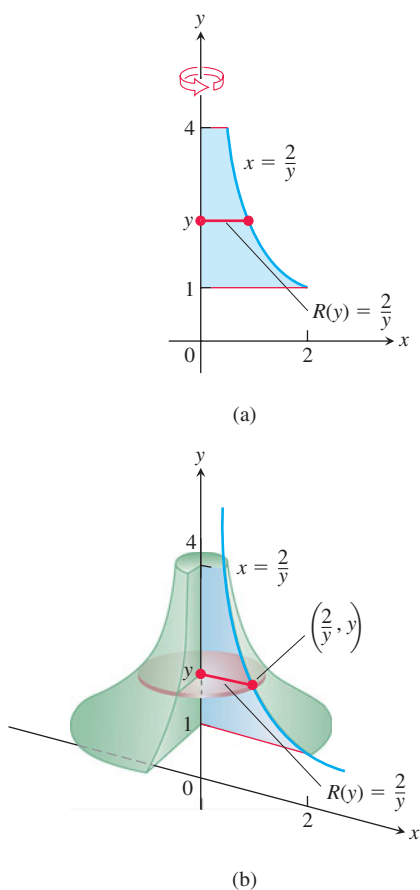 y
4
x = 2/y
y
1
R(y) = 2/y
0
2
x
(a)
y
4
x = 2/y
(2/y, y)
y
1
0
R(y) = 2/y
2
x
(b)